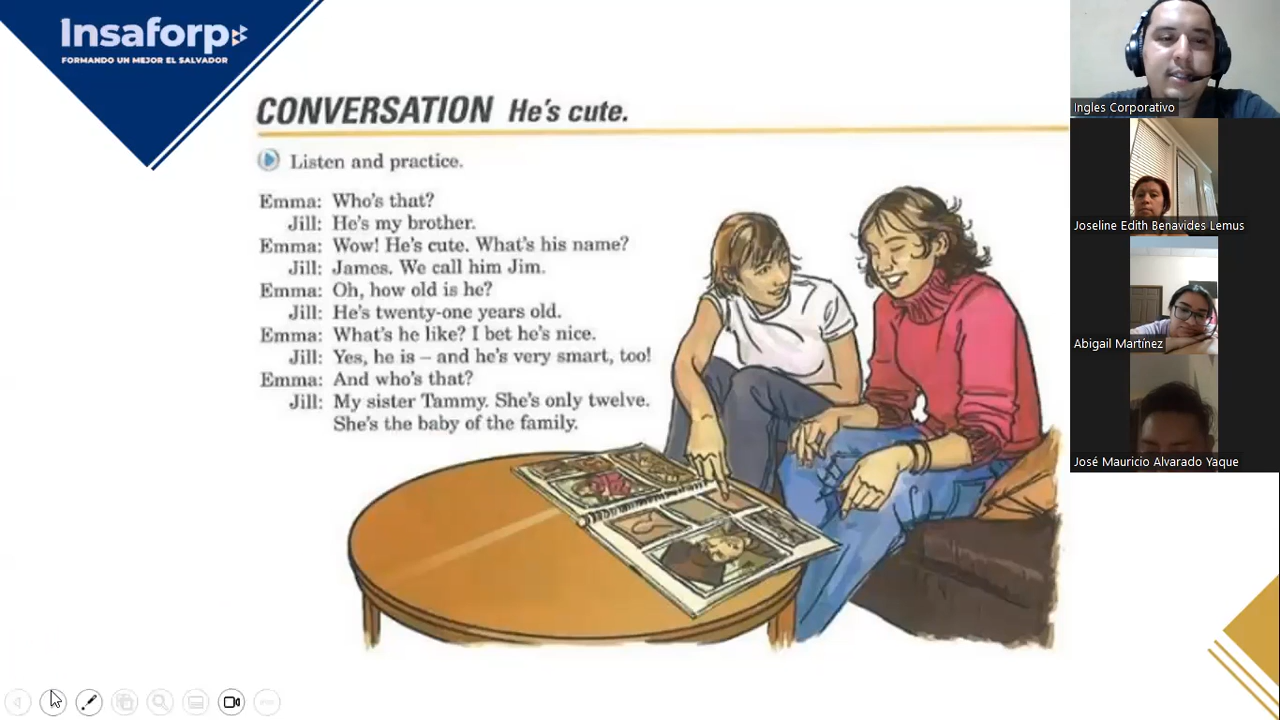 Insaforp
FORMANDO UN MEJOR EL SALVADOR
CONVERSATION He's cute.
Listen and practice.
Emma: Who's that?
Jill: He's my brother.
Emma: Wow! He's cute. What's his name?
Jill: James. We call him Jim.
Emma: Oh, how old is he?
Jill: He's twenty-one years old.
Emma: What's he like? I bet he's nice.
Jill: Yes, he is – and he's very smart, too!
Emma: And who's that?
Jill: My sister Tammy. She's only twelve.
She's the baby of the family.
Ingles Corporativo
Joseline Edith Benavides Lemus
Abigail Martínez
José Mauricio Alvarado Yaque